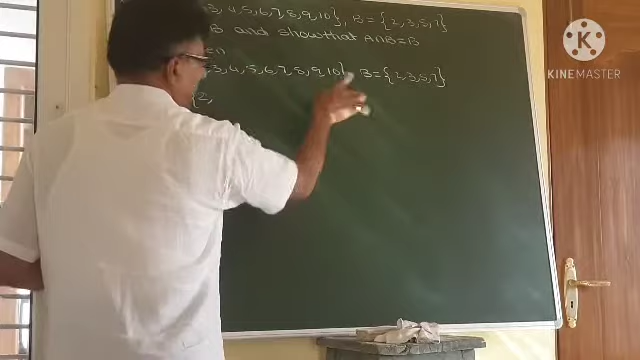 3, 4,5,6,7,8,9,10}, B = {2,3,5,7}
B and show that A∩B=B
3,4,5,6,7,8,9,10}, B={2,3,5,7}
{2,
K
KINEMASTER